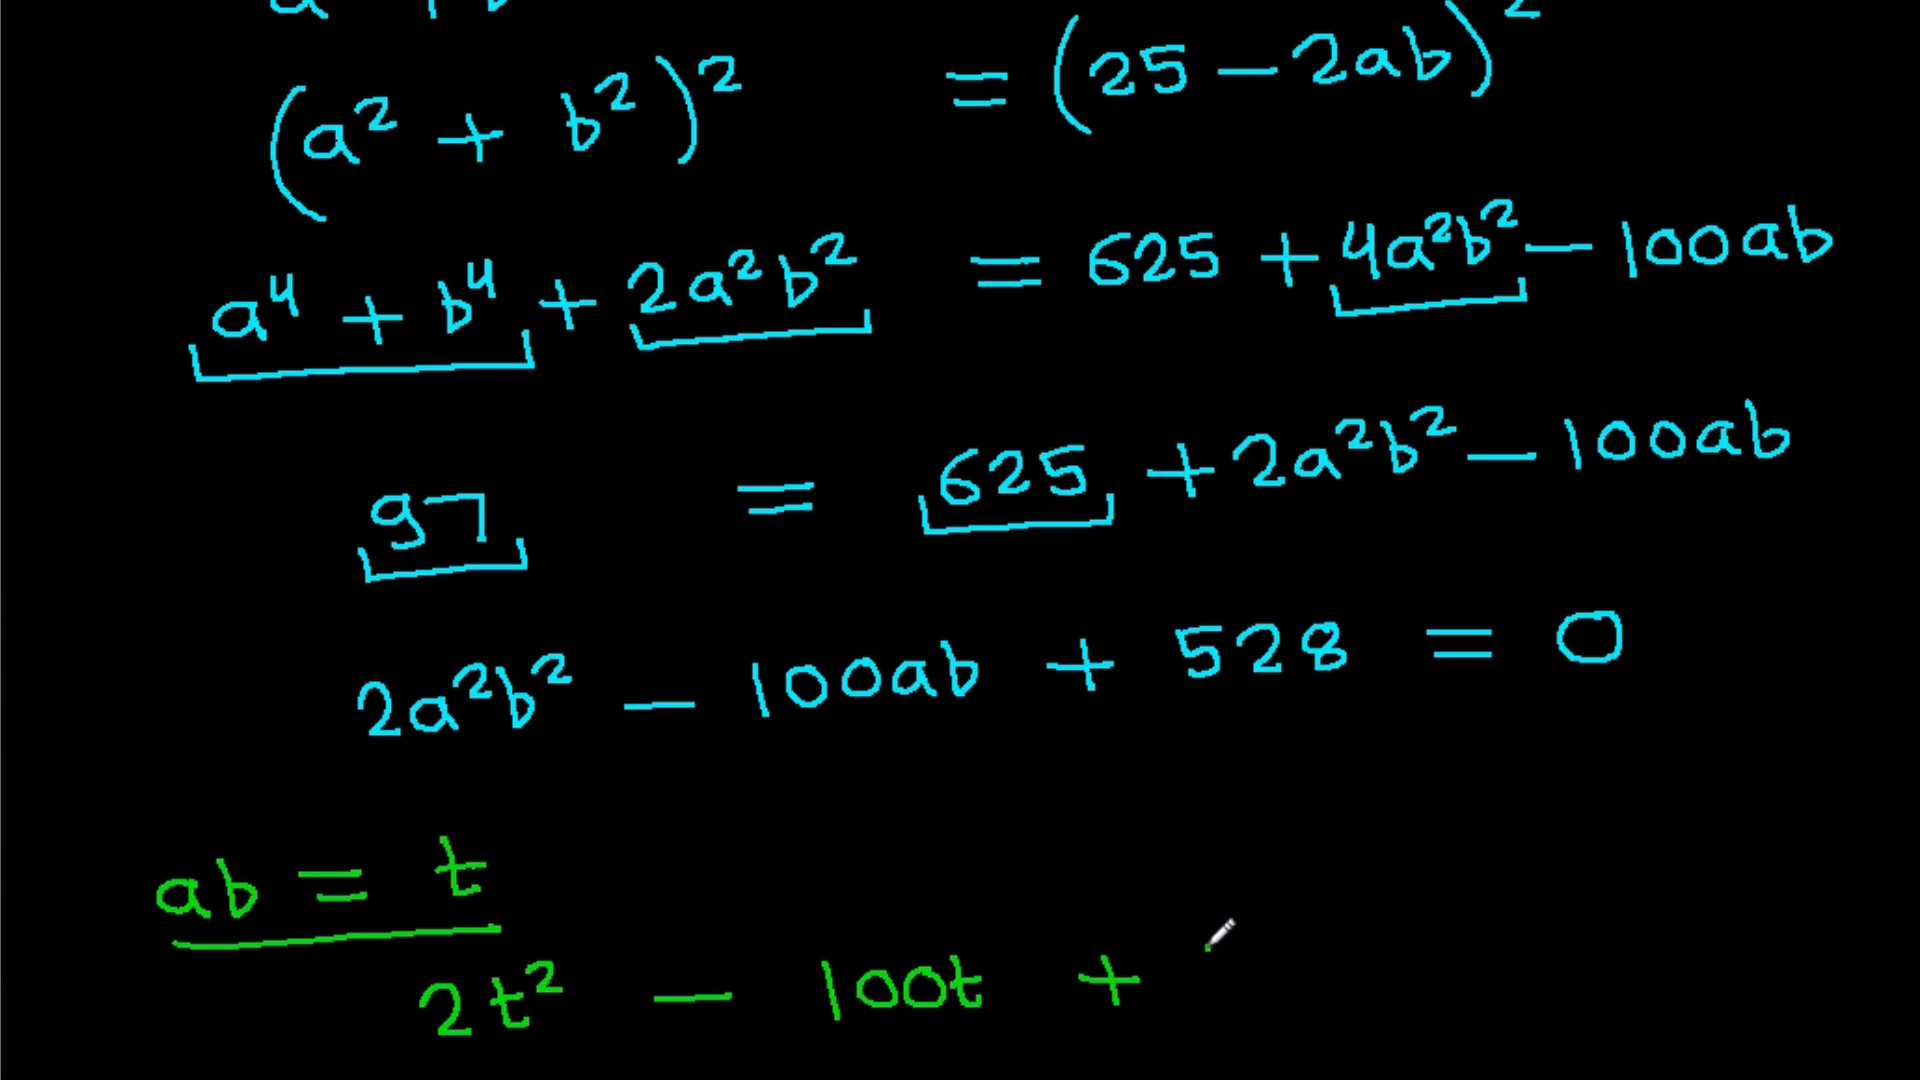 (a² + b²)² = (25 - 2ab)²
a⁴ + b⁴ + 2a²b² = 625 + 4a²b² - 100ab
97 = 625 + 2a²b² - 100ab
2a²b² - 100ab + 528 = 0
ab = t
2t² - 100t +